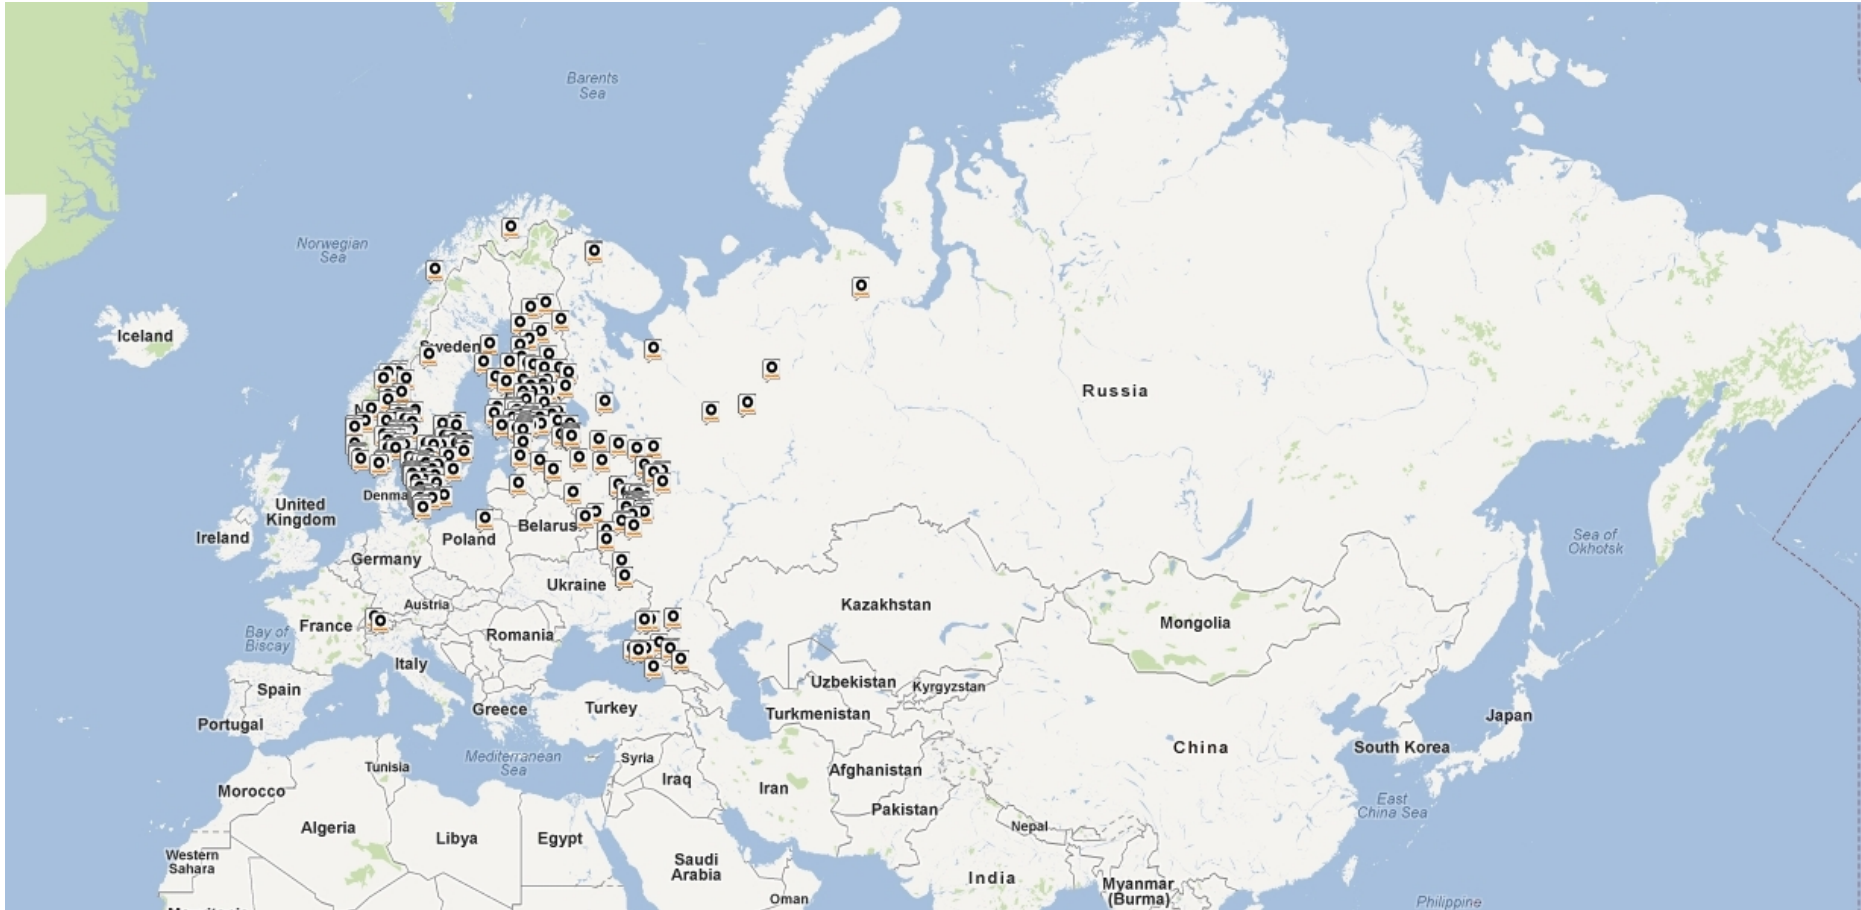 Barents
Sea
Norwegian
Sea
Iceland
Sweden
Russia
Denma
United
Kingdom
Ireland
Belarus
Poland
Germany
Ukraine
Sea of
Okhotsk
Austria
Kazakhstan
Mongolia
France
Bay of
Biscay
Romania
Italy
Uzbekistan
Kyrgyzstan
Spain
Greece
Turkey
Turkmenistan
Portugal
Japan
China
South Korea
Mediterranean
Sea
Syria
Tunisia
Iraq
Afghanistan
Iran
Morocco
Pakistan
East
China Sea
Nepal
Algeria
Libya
Egypt
Western
Sahara
Saudi
Arabia
India
Myanmar
(Burma)
Oman
Philippine